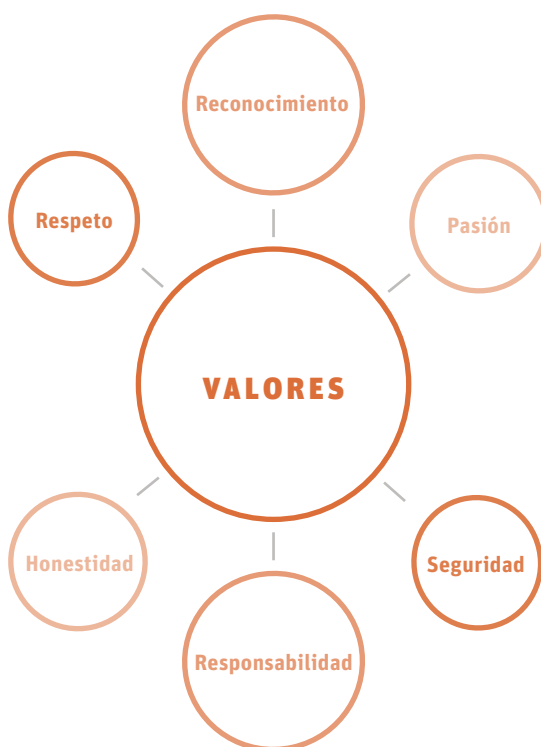 Reconocimiento
Respeto
Pasión
VALORES
Honestidad
Seguridad
Responsabilidad